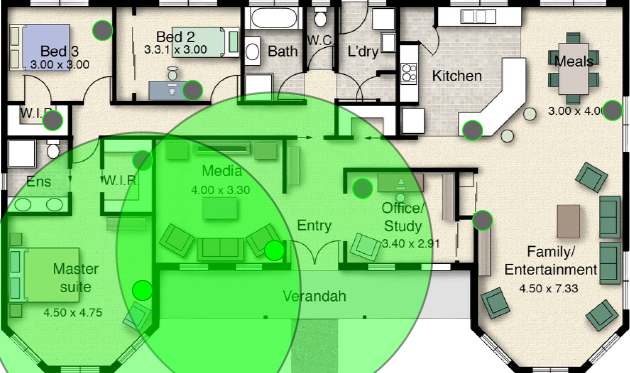 Bed 3
3.00 x 3.00
Bed 2
3.3.1 x 3.00
Bath
W.C
L'dry
Kitchen
Meals
3.00 x 4.00
W.I.R
Ens
W.I.R.
Media
4.00 x 3.30
Entry
Office/
Study
3.40 x 2.91
Master
suite
4.50 x 4.75
Verandah
Family/
Entertainment
4.50 x 7.33